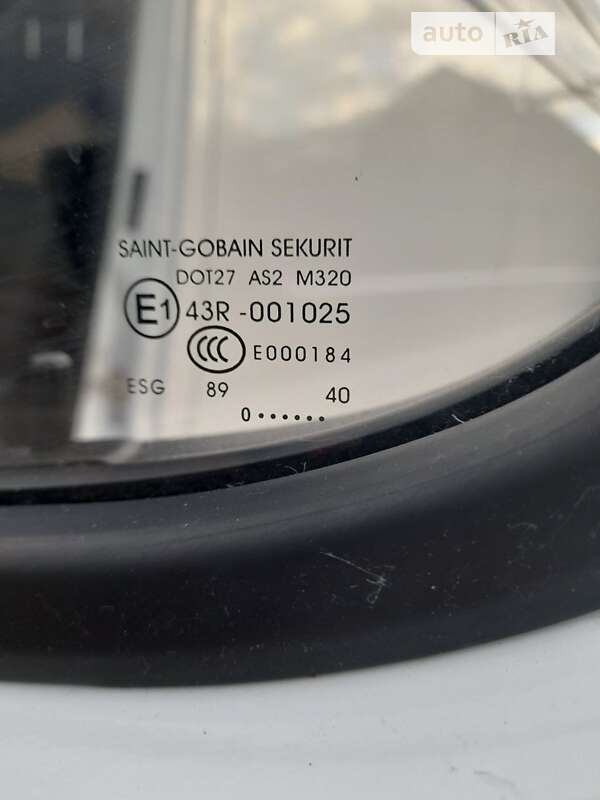 auto RIA
SAINT-GOBAIN SEKURIT
DOT27 AS2 M320
E1 43R -001025
CCC E000184
ESG 89 40
0 ••••••